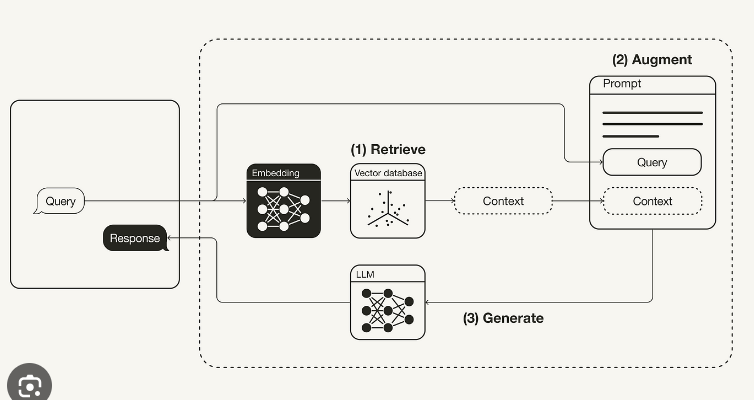 (2) Augment
Prompt
(1) Retrieve
Embedding
Vector database
Query
Query
Context
Context
Response
LLM
(3) Generate